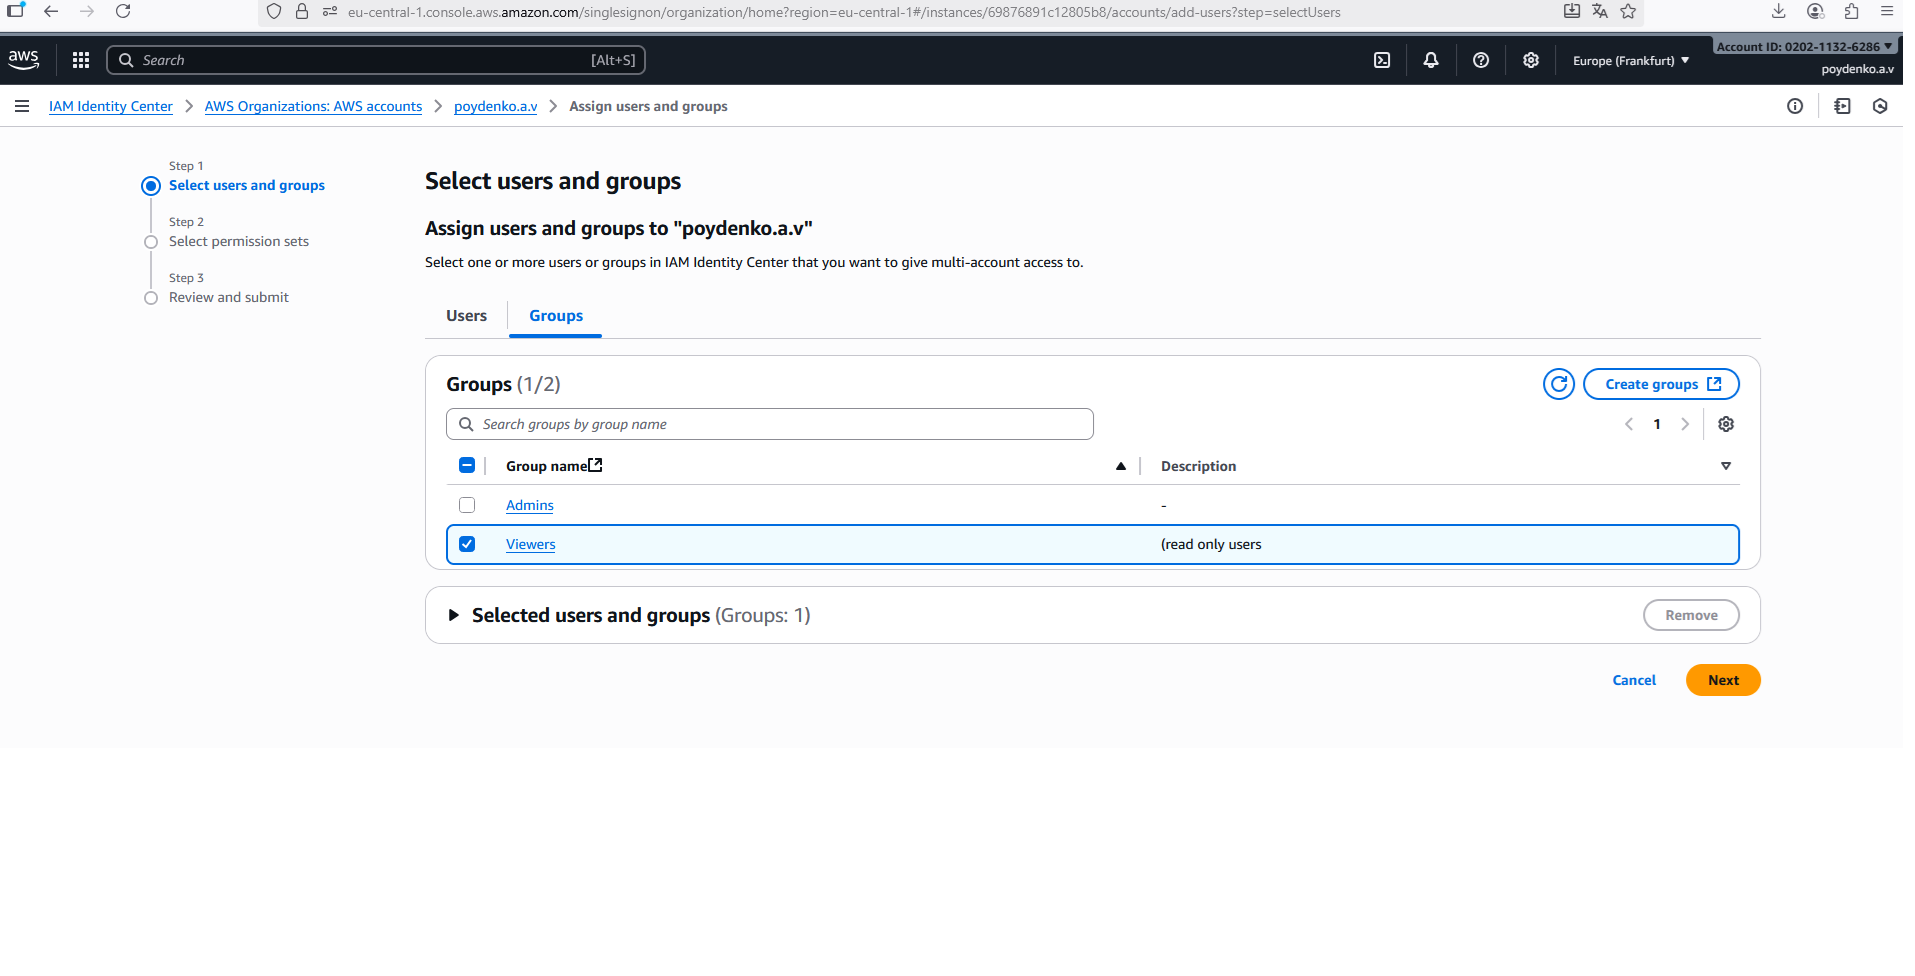 eu-central-1.console.aws.amazon.com/singlesignon/organization/home?region=eu-central-1#/instances/69876891c12805b8/accounts/add-users?step=selectUsers
aws
Search
[Alt+S]
Europe (Frankfurt)
Account ID: 0202-1132-6286
poydenko.a.v
IAM Identity Center
AWS Organizations: AWS accounts
poydenko.a.v
Assign users and groups
Step 1
Select users and groups
Step 2
Select permission sets
Step 3
Review and submit
Select users and groups
Assign users and groups to "poydenko.a.v"
Select one or more users or groups in IAM Identity Center that you want to give multi-account access to.
Users
Groups
Groups (1/2)
Create groups
Search groups by group name
1
Group name
Description
Admins
-
Viewers
(read only users
Selected users and groups (Groups: 1)
Remove
Cancel
Next